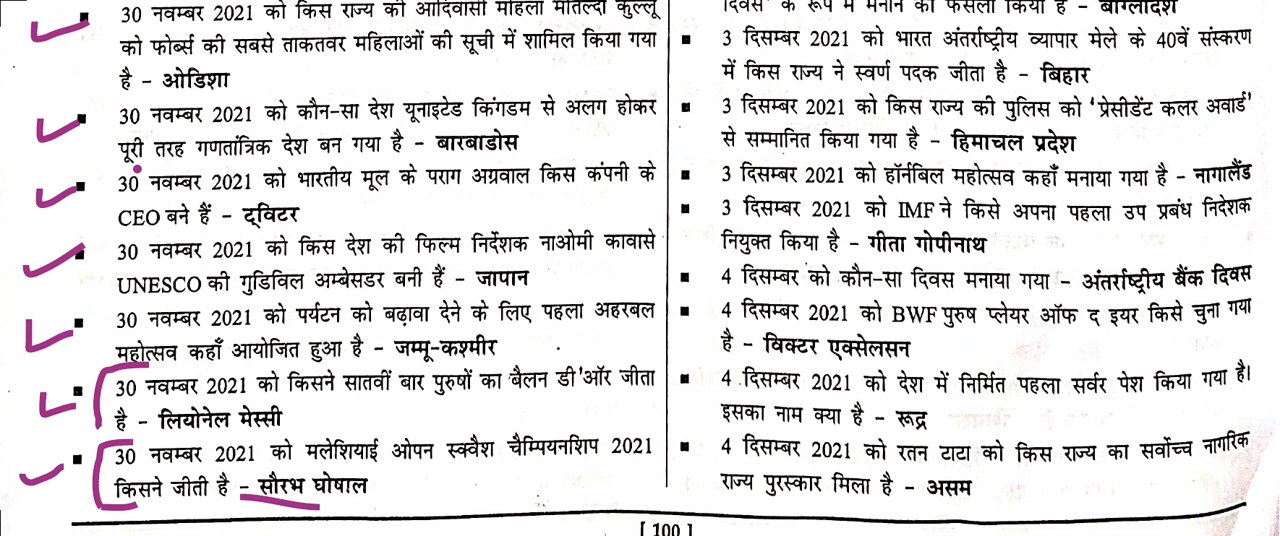 30 नवम्बर 2021 को किस राज्य की आदिवासी महिला मतिल्दा कुल्लू
को फोर्ब्स की सबसे ताकतवर महिलाओं की सूची में शामिल किया गया
है - ओडिशा
30 नवम्बर 2021 को कौन-सा देश यूनाइटेड किंगडम से अलग होकर
पूरी तरह गणतांत्रिक देश बन गया है - बारबाडोस
30 नवम्बर 2021 को भारतीय मूल के पराग अग्रवाल किस कंपनी के
CEO बने हैं - ट्विटर
30 नवम्बर 2021 को किस देश की फिल्म निर्देशक नाओमी कावासे
UNESCO की गुडिविल अम्बेसडर बनी हैं - जापान
30 नवम्बर 2021 को पर्यटन को बढ़ावा देने के लिए पहला अहरबल
महोत्सव कहाँ आयोजित हुआ है - जम्मू-कश्मीर
30 नवम्बर 2021 को किसने सातवीं बार पुरुषों का बैलन डी'ऑर जीता
है - लियोनेल मेस्सी
30 नवम्बर 2021 को मलेशियाई ओपन स्क्वैश चैम्पियनशिप 2021
किसने जीती है - सौरभ घोषाल
दिवस' के रूप में मनाने का फैसला किया है - बांग्लादेश
3 दिसम्बर 2021 को भारत अंतर्राष्ट्रीय व्यापार मेले के 40वें संस्करण
में किस राज्य ने स्वर्ण पदक जीता है - बिहार
3 दिसम्बर 2021 को किस राज्य की पुलिस को 'प्रेसीडेंट कलर अवार्ड'
से सम्मानित किया गया है - हिमाचल प्रदेश
3 दिसम्बर 2021 को हॉर्नबिल महोत्सव कहाँ मनाया गया है - नागालैंड
3 दिसम्बर 2021 को IMF ने किसे अपना पहला उप प्रबंध निदेशक
नियुक्त किया है - गीता गोपीनाथ
4 दिसम्बर को कौन-सा दिवस मनाया गया - अंतर्राष्ट्रीय बैंक दिवस
4 दिसम्बर 2021 को BWF पुरुष प्लेयर ऑफ द इयर किसे चुना गया
है - विक्टर एक्सेलसन
4 दिसम्बर 2021 को देश में निर्मित पहला सर्वर पेश किया गया है।
इसका नाम क्या है - रूद्र
4 दिसम्बर 2021 को रतन टाटा को किस राज्य का सर्वोच्च नागरिक
राज्य पुरस्कार मिला है - असम
[ 100 ]